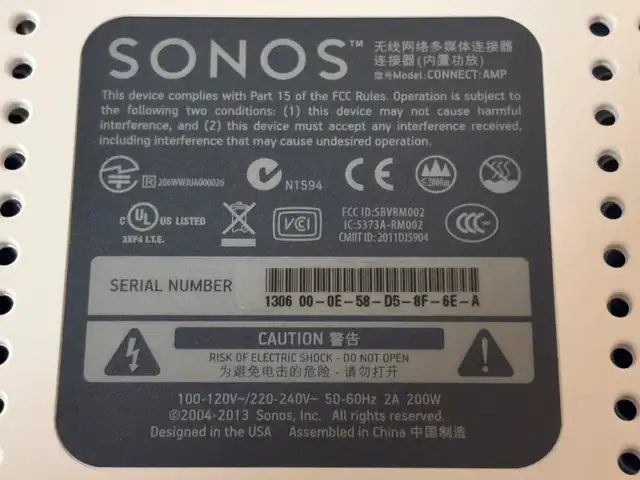 SONOS™ 无线网络多媒体连接器
连接器(内置功放)
型号Model: CONNECT: AMP
This device complies with Part 15 of the FCC Rules. Operation is subject to
the following two conditions: (1) this device may not cause harmful
interference, and (2) this device must accept any interference received,
including interference that may cause undesired operation.
R 206WWJUA000026 N1594 CE ≤2000m
C UL US LISTED
3XP4 I.T.E.
VCI
FCC ID:SBVRM002
IC:5373A-RM002
CMIIT ID: 2011DJ5904
CCC
SERIAL NUMBER
1306 00-0E-58-D5-8F-6E-A
CAUTION 警告
RISK OF ELECTRIC SHOCK - DO NOT OPEN
为避免电击的危险 - 请勿打开
100-120V~/220-240V~ 50-60Hz 2A 200W
©2004-2013 Sonos, Inc. All rights reserved.
Designed in the USA Assembled in China 中国制造